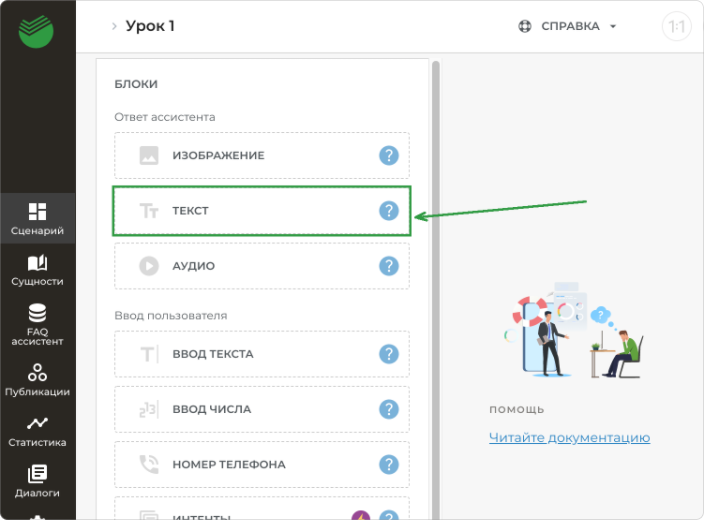 Урок 1
СПРАВКА
1:1
БЛОКИ
Ответ ассистента
ИЗОБРАЖЕНИЕ
?
Тт ТЕКСТ
?
АУДИО
?
Ввод пользователя
T ВВОД ТЕКСТА
?
123 ВВОД ЧИСЛА
?
НОМЕР ТЕЛЕФОНА
?
ИНТЕНТЫ
?
Сценарий
Сущности
FAQ
ассистент
Публикации
Статистика
Диалоги
?
ПОМОЩЬ
Читайте документацию